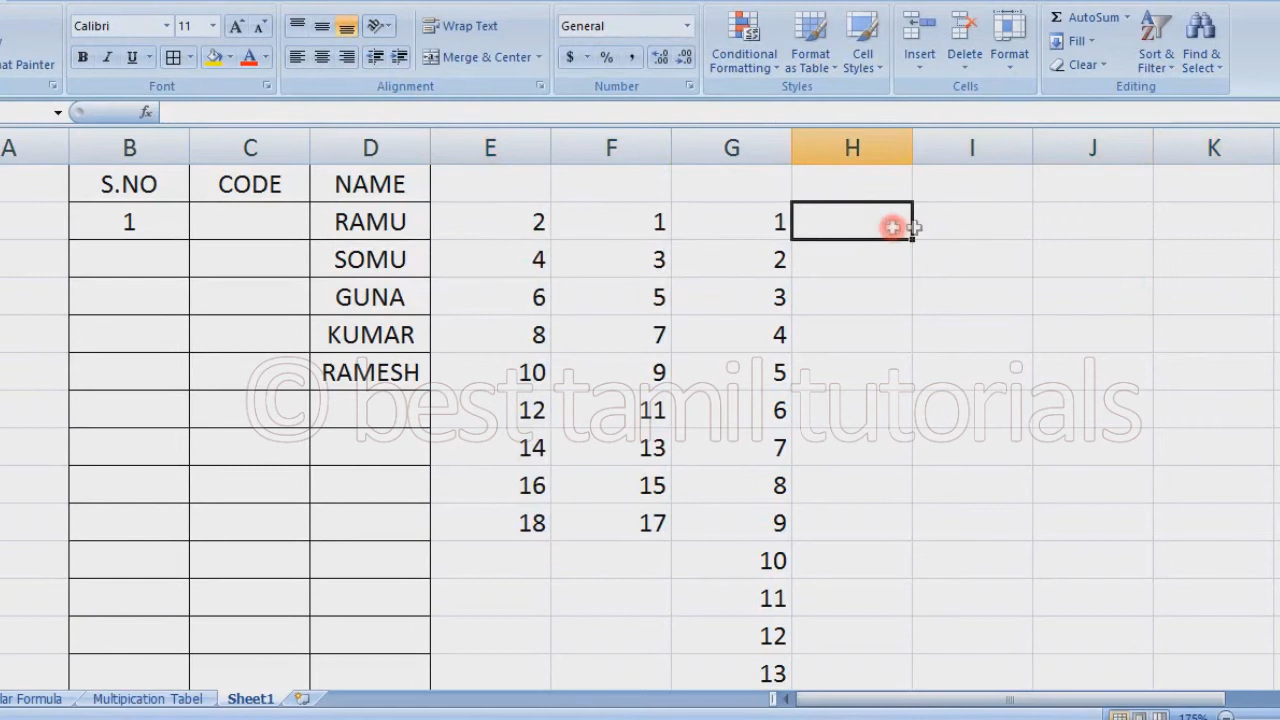 at Painter
Calibri 11
B I U
Font
Wrap Text
Merge & Center
Alignment
General
$ % ,
Number
Conditional Formatting
Format as Table
Cell Styles
Styles
Insert
Delete
Format
Cells
Σ AutoSum
Fill
Clear
Sort & Filter
Find & Select
Editing
fx
A B C D E F G H I J K
S.NO CODE NAME
1 RAMU 2 1 1
SOMU 4 3 2
GUNA 6 5 3
KUMAR 8 7 4
RAMESH 10 9 5
12 11 6
14 13 7
16 15 8
18 17 9
10
11
12
13
© best tamil tutorials
lar Formula Multipication Tabel Sheet1
175%